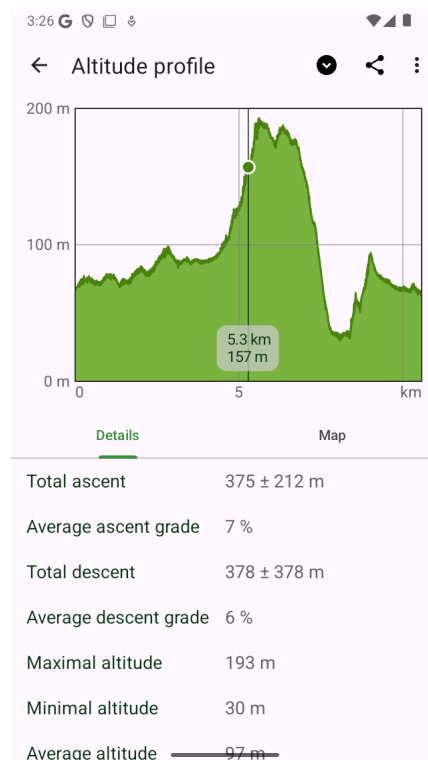 3:26
Altitude profile
200 m
100 m
5.3 km
157 m
0 m
0 5 km
Details Map
Total ascent 375 ± 212 m
Average ascent grade 7 %
Total descent 378 ± 378 m
Average descent grade 6 %
Maximal altitude 193 m
Minimal altitude 30 m
Average altitude 97 m